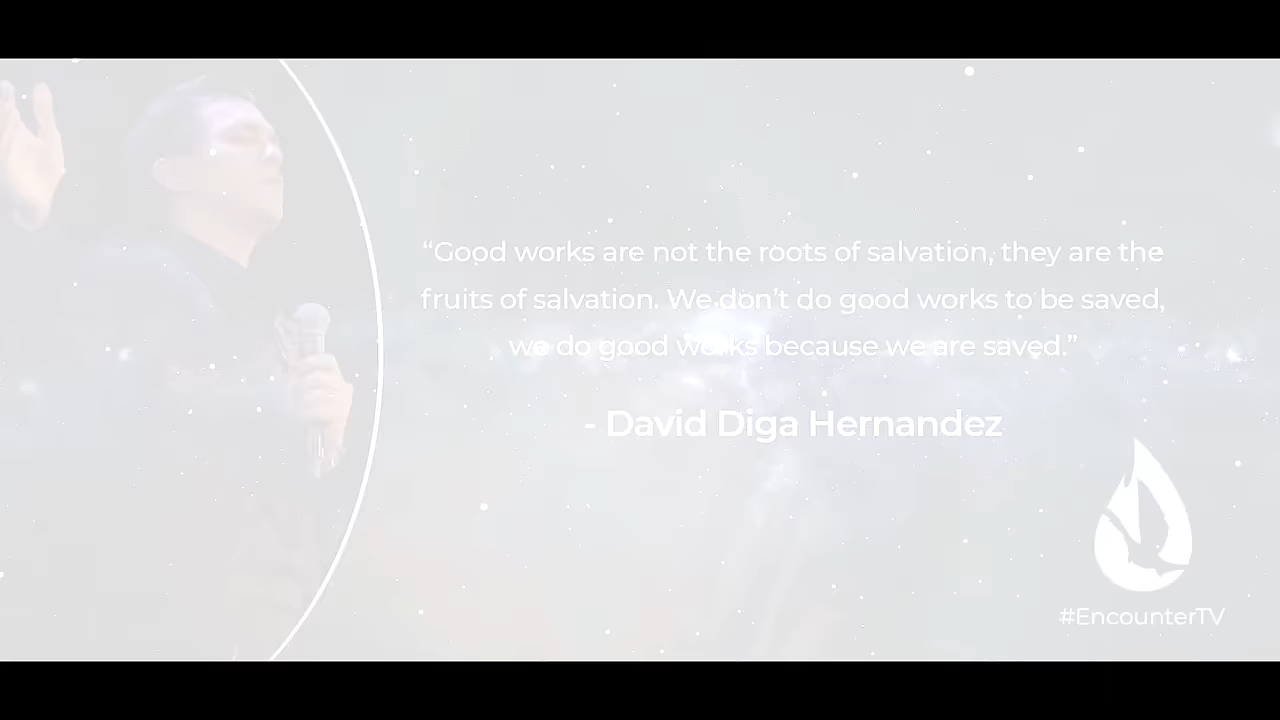 “Good works are not the roots of salvation, they are the
fruits of salvation. We don’t do good works to be saved,
we do good works because we are saved.”
- David Diga Hernandez
#EncounterTV